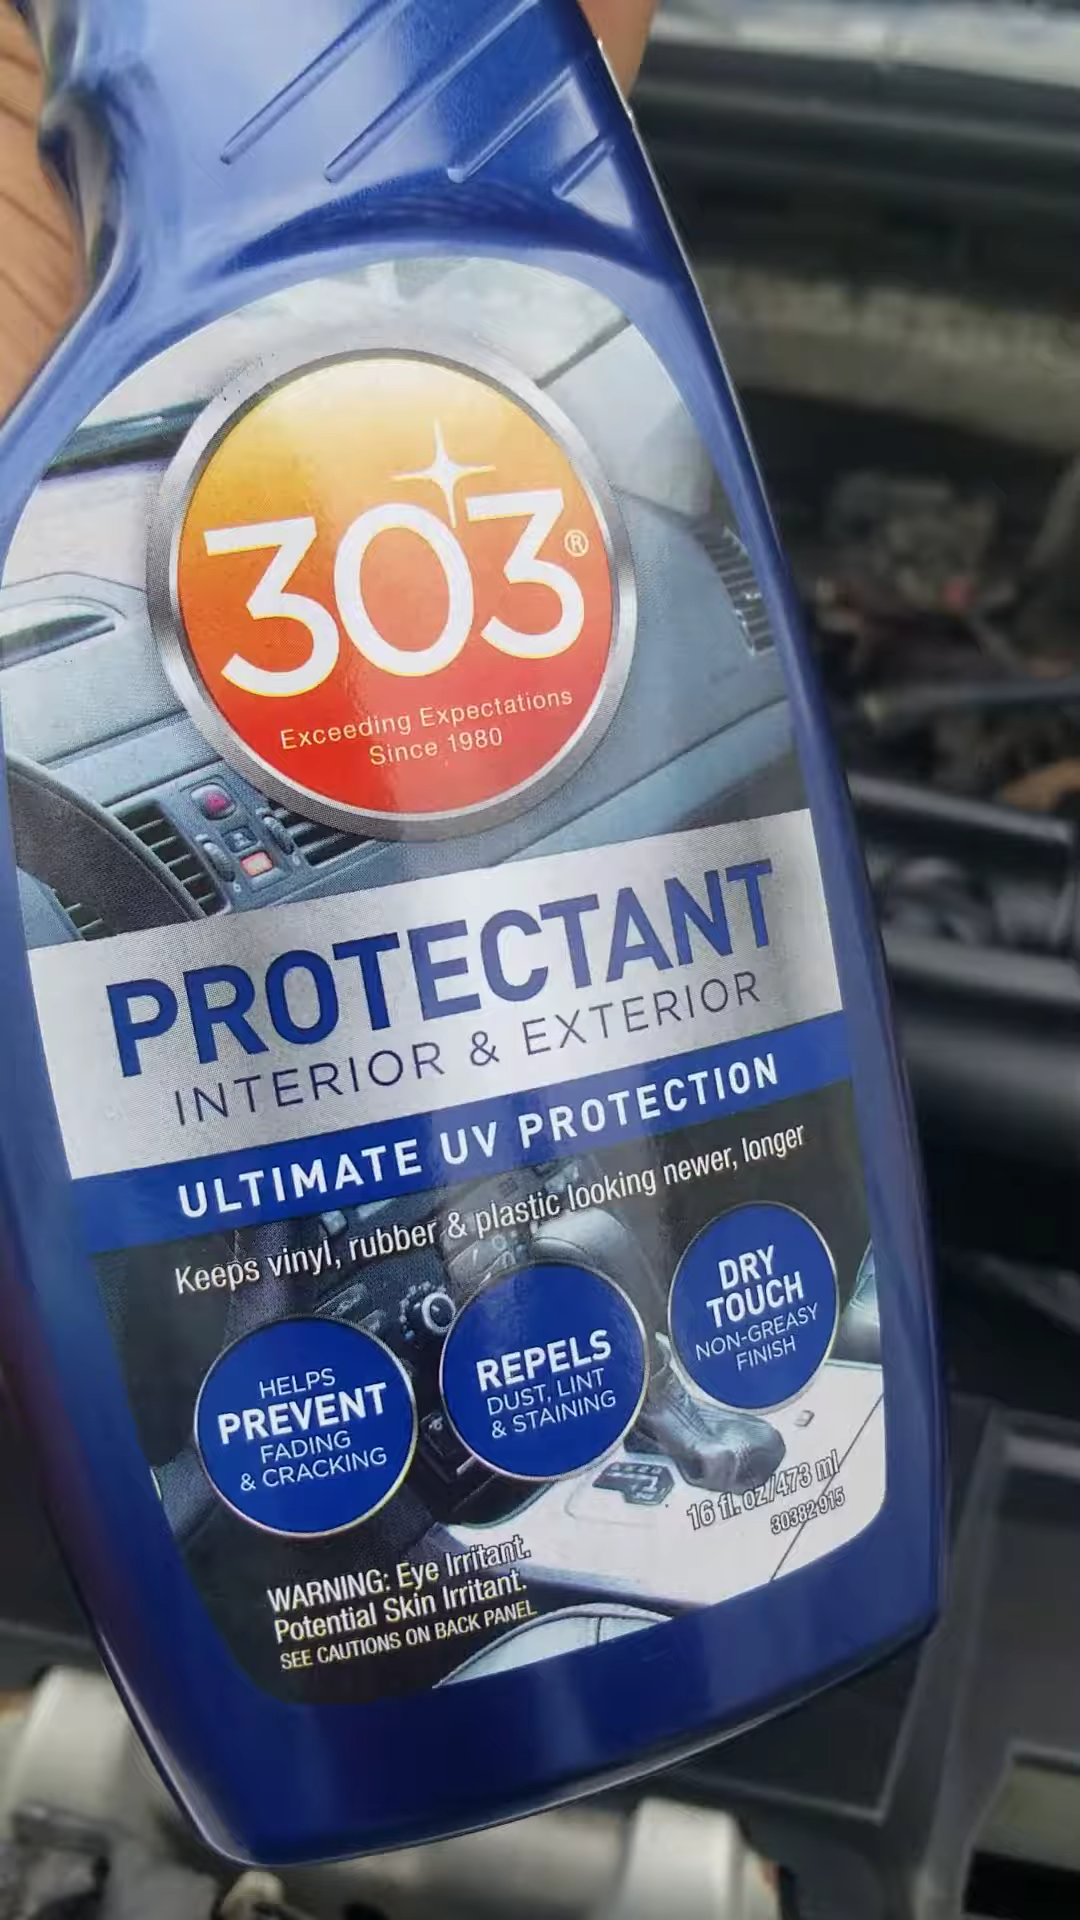 303®
Exceeding Expectations
Since 1980
PROTECTANT
INTERIOR & EXTERIOR
ULTIMATE UV PROTECTION
Keeps vinyl, rubber & plastic looking newer, longer
HELPS
PREVENT
FADING
& CRACKING
REPELS
DUST, LINT
& STAINING
DRY
TOUCH
NON-GREASY
FINISH
16 fl. oz/473 ml
30382-915
WARNING: Eye Irritant.
Potential Skin Irritant.
SEE CAUTIONS ON BACK PANEL